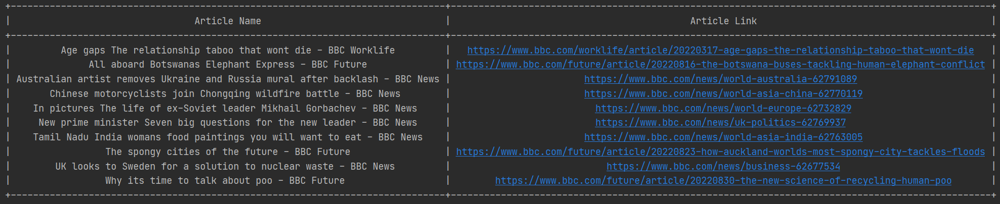 Article Name | Article Link
Age gaps The relationship taboo that wont die - BBC Worklife | https://www.bbc.com/worklife/article/20220317-age-gaps-the-relationship-taboo-that-wont-die
All aboard Botswanas Elephant Express - BBC Future | https://www.bbc.com/future/article/20220816-the-botswana-buses-tackling-human-elephant-conflict
Australian artist removes Ukraine and Russia mural after backlash - BBC News | https://www.bbc.com/news/world-australia-62791089
Chinese motorcyclists join Chongqing wildfire battle - BBC News | https://www.bbc.com/news/world-asia-china-62770119
In pictures The life of ex-Soviet leader Mikhail Gorbachev - BBC News | https://www.bbc.com/news/world-europe-62732829
New prime minister Seven big questions for the new leader - BBC News | https://www.bbc.com/news/uk-politics-62769937
Tamil Nadu India womans food paintings you will want to eat - BBC News | https://www.bbc.com/news/world-asia-india-62763005
The spongy cities of the future - BBC Future | https://www.bbc.com/future/article/20220823-how-auckland-worlds-most-spongy-city-tackles-floods
UK looks to Sweden for a solution to nuclear waste - BBC News | https://www.bbc.com/news/business-62677534
Why its time to talk about poo - BBC Future | https://www.bbc.com/future/article/20220830-the-new-science-of-recycling-human-poo